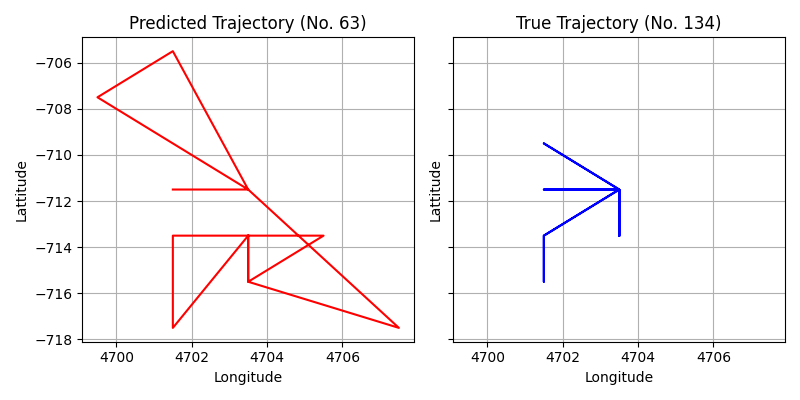 Predicted Trajectory (No. 63)
Lattitude
−706
−708
−710
−712
−714
−716
−718
4700
4702
4704
4706
Longitude
True Trajectory (No. 134)
Lattitude
4700
4702
4704
4706
Longitude